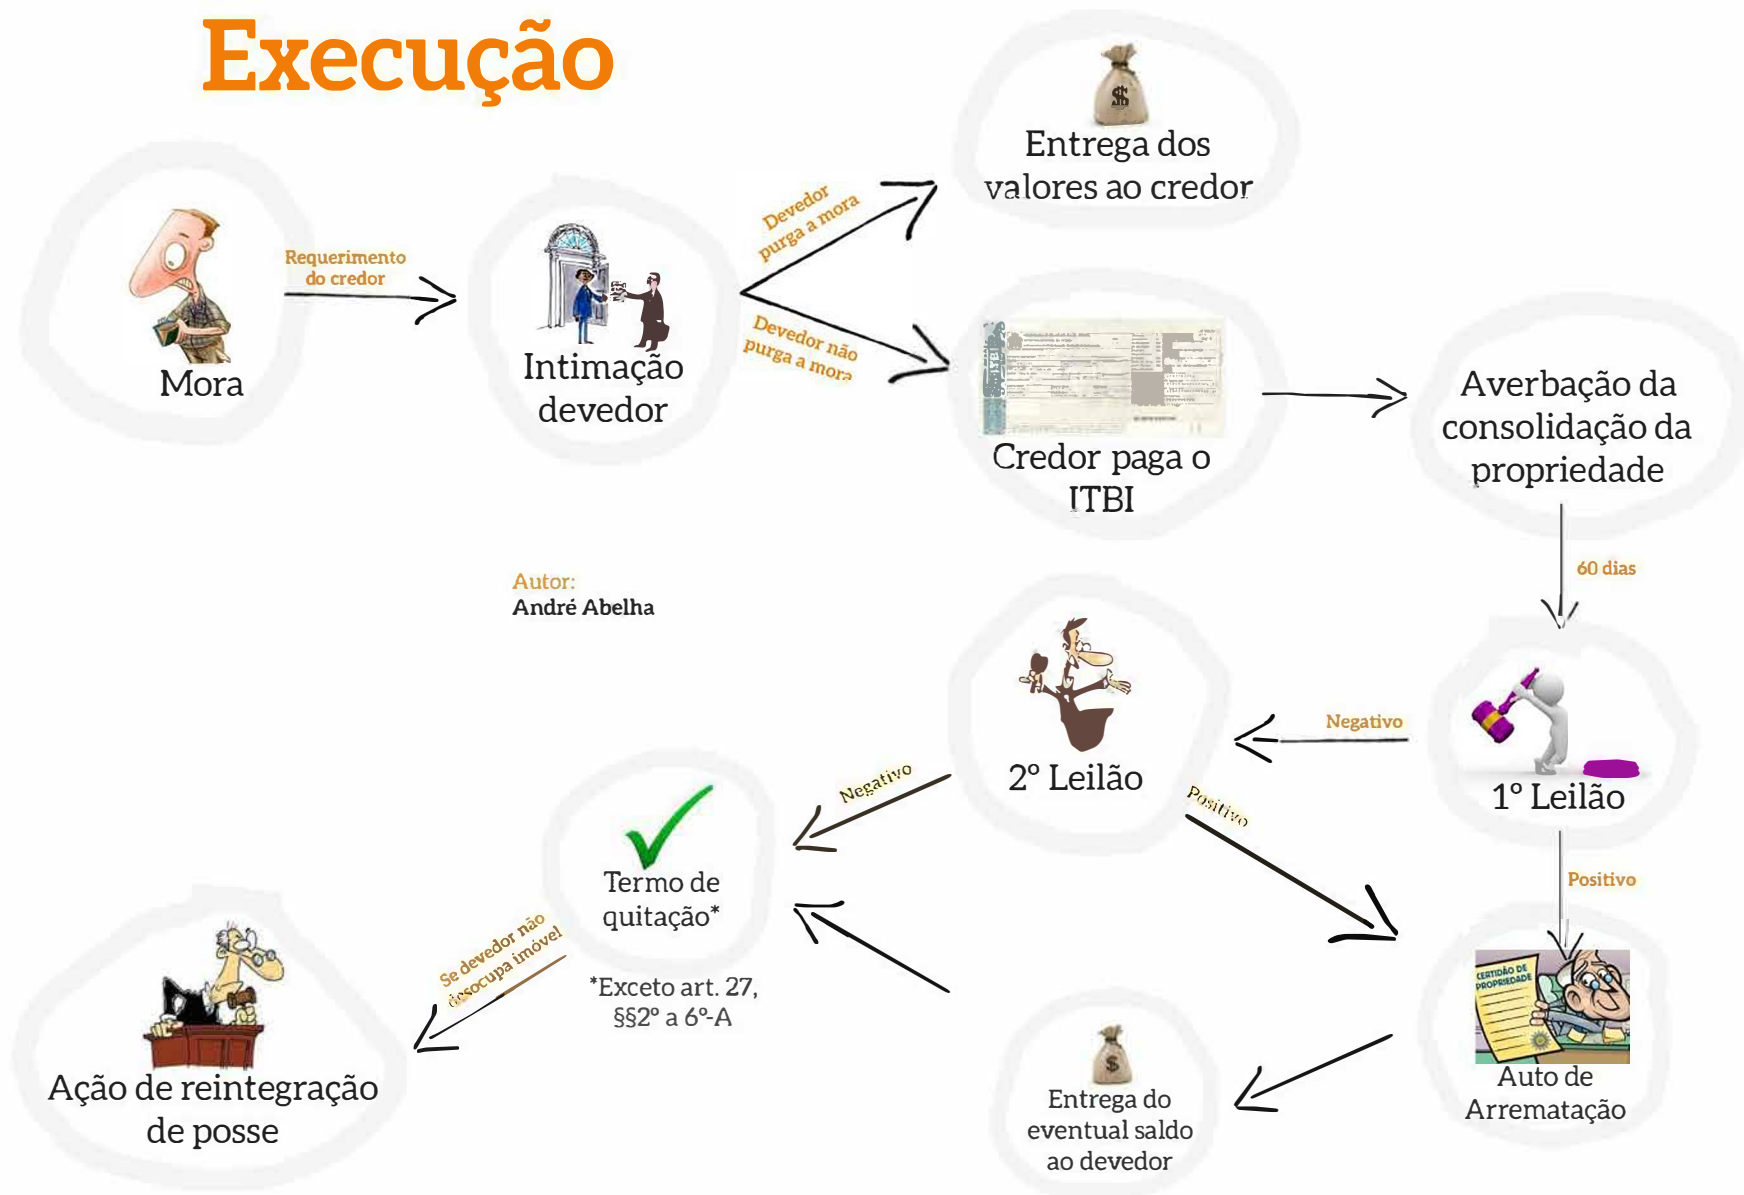 Execução
Entrega dos
valores ao credor
Devedor
purga a mora
Requerimento
do credor
Mora
Intimação
devedor
Devedor não
purga a mora
Credor paga o
ITBI
Averbação da
consolidação da
propriedade
60 dias
Autor:
André Abelha
1º Leilão
Negativo
2º Leilão
Negativo
Positivo
Positivo
Termo de
quitação*
*Exceto art. 27,
§§2º a 6º-A
Se devedor não
desocupa imóvel
Ação de reintegração
de posse
CERTIDÃO DE
PROPRIEDADE
Auto de
Arrematação
$
Entrega do
eventual saldo
ao devedor